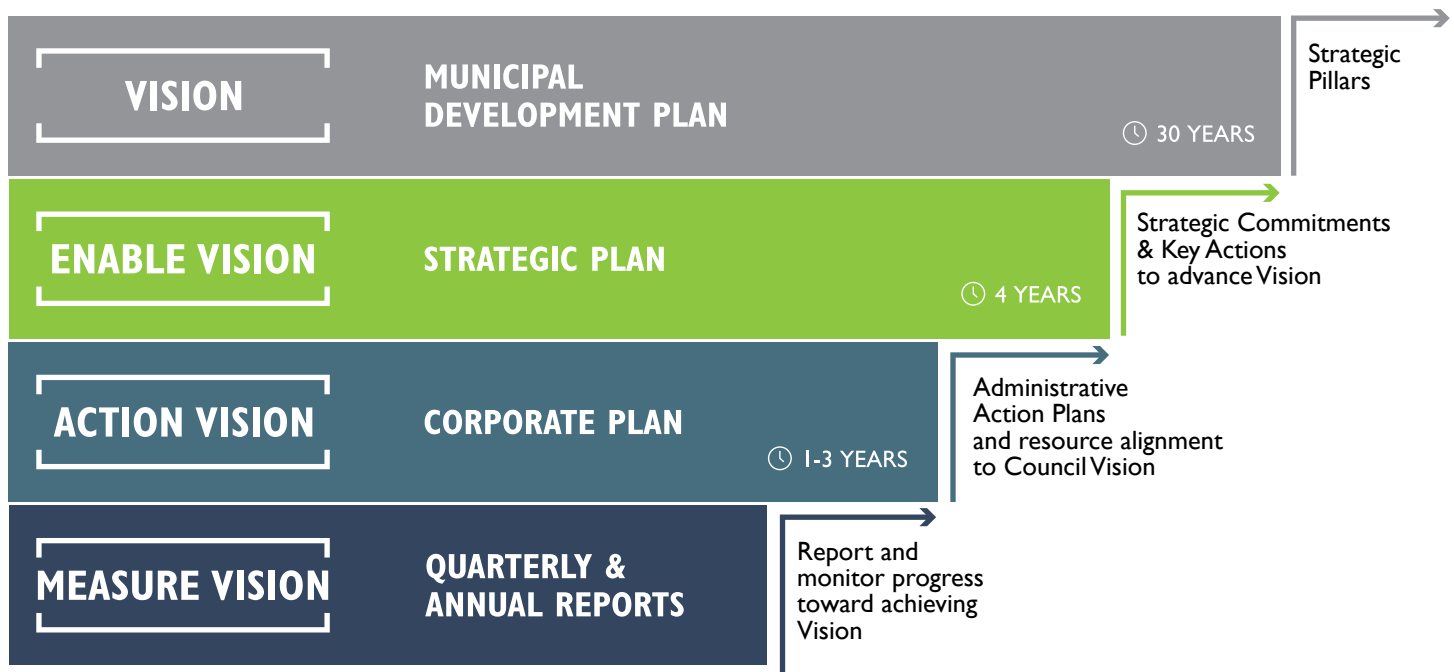 VISION
MUNICIPAL
DEVELOPMENT PLAN
30 YEARS
Strategic
Pillars
ENABLE VISION
STRATEGIC PLAN
4 YEARS
Strategic Commitments
& Key Actions
to advance Vision
ACTION VISION
CORPORATE PLAN
1-3 YEARS
Administrative
Action Plans
and resource alignment
to Council Vision
MEASURE VISION
QUARTERLY &
ANNUAL REPORTS
Report and
monitor progress
toward achieving
Vision